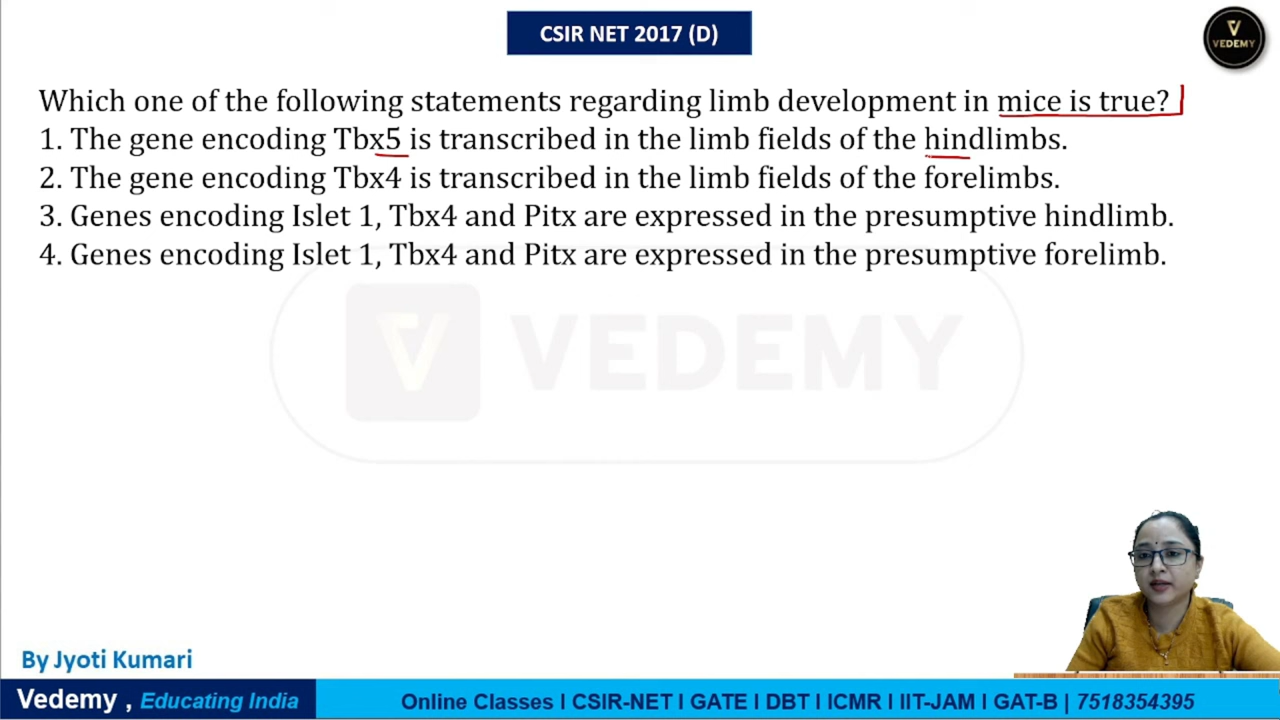 CSIR NET 2017 (D)
V
VEDEMY
Which one of the following statements regarding limb development in mice is true?
1. The gene encoding Tbx5 is transcribed in the limb fields of the hindlimbs.
2. The gene encoding Tbx4 is transcribed in the limb fields of the forelimbs.
3. Genes encoding Islet 1, Tbx4 and Pitx are expressed in the presumptive hindlimb.
4. Genes encoding Islet 1, Tbx4 and Pitx are expressed in the presumptive forelimb.
V VEDEMY
By Jyoti Kumari
Vedemy , Educating India
Online Classes I CSIR-NET I GATE I DBT I ICMR I IIT-JAM I GAT-B | 7518354395